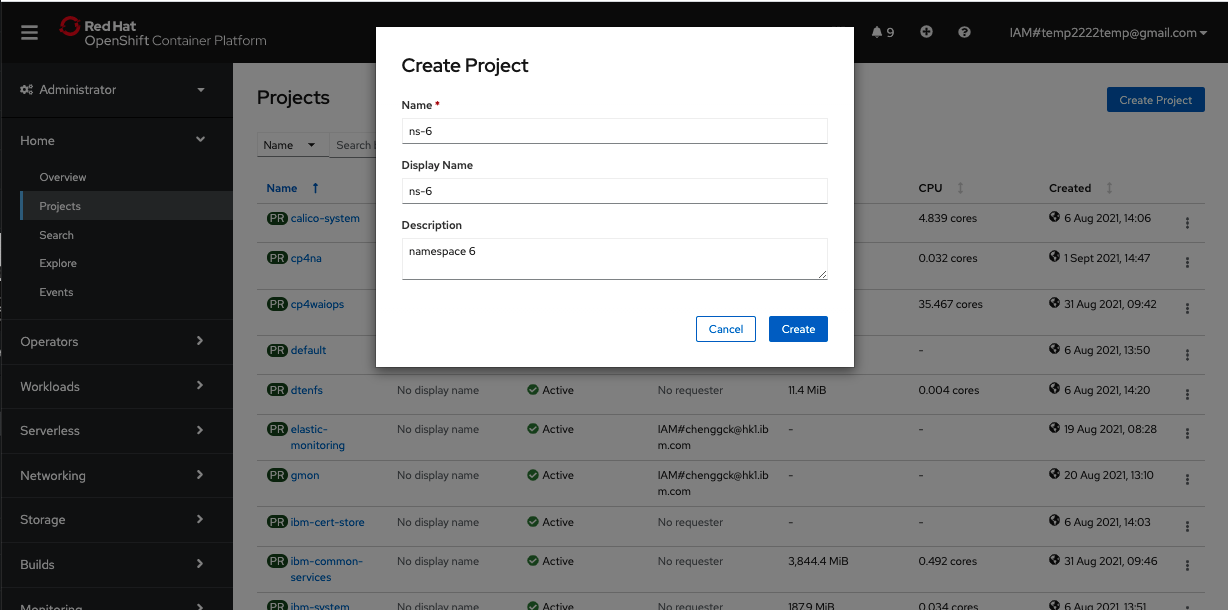 Red Hat
OpenShift Container Platform
9
IAM#temp2222temp@gmail.com
Administrator
Home
Overview
Projects
Search
Explore
Events
Operators
Workloads
Serverless
Networking
Storage
Builds
Monitoring
Projects
Create Project
Name
Search
Create Project
Name *
ns-6
Display Name
ns-6
Description
namespace 6
Cancel
Create
Name CPU Created
PR calico-system 4.839 cores 6 Aug 2021, 14:06
PR cp4na 0.032 cores 1 Sept 2021, 14:47
PR cp4waiops 35.467 cores 31 Aug 2021, 09:42
PR default - 6 Aug 2021, 13:50
PR dtenfs No display name Active No requester 11.4 MiB 0.004 cores 6 Aug 2021, 14:20
PR elastic- No display name Active IAM#chenggck@hk1.ib - - 19 Aug 2021, 08:28
monitoring m.com
PR gmon No display name Active IAM#chenggck@hk1.ib - - 20 Aug 2021, 13:10
m.com
PR ibm-cert-store No display name Active No requester - - 6 Aug 2021, 14:03
PR ibm-common- No display name Active No requester 3,844.4 MiB 0.492 cores 31 Aug 2021, 09:46
services
PR ibm-system No display name Active No requester 187.9 MiB 0.034 cores 6 Aug 2021, 13:51